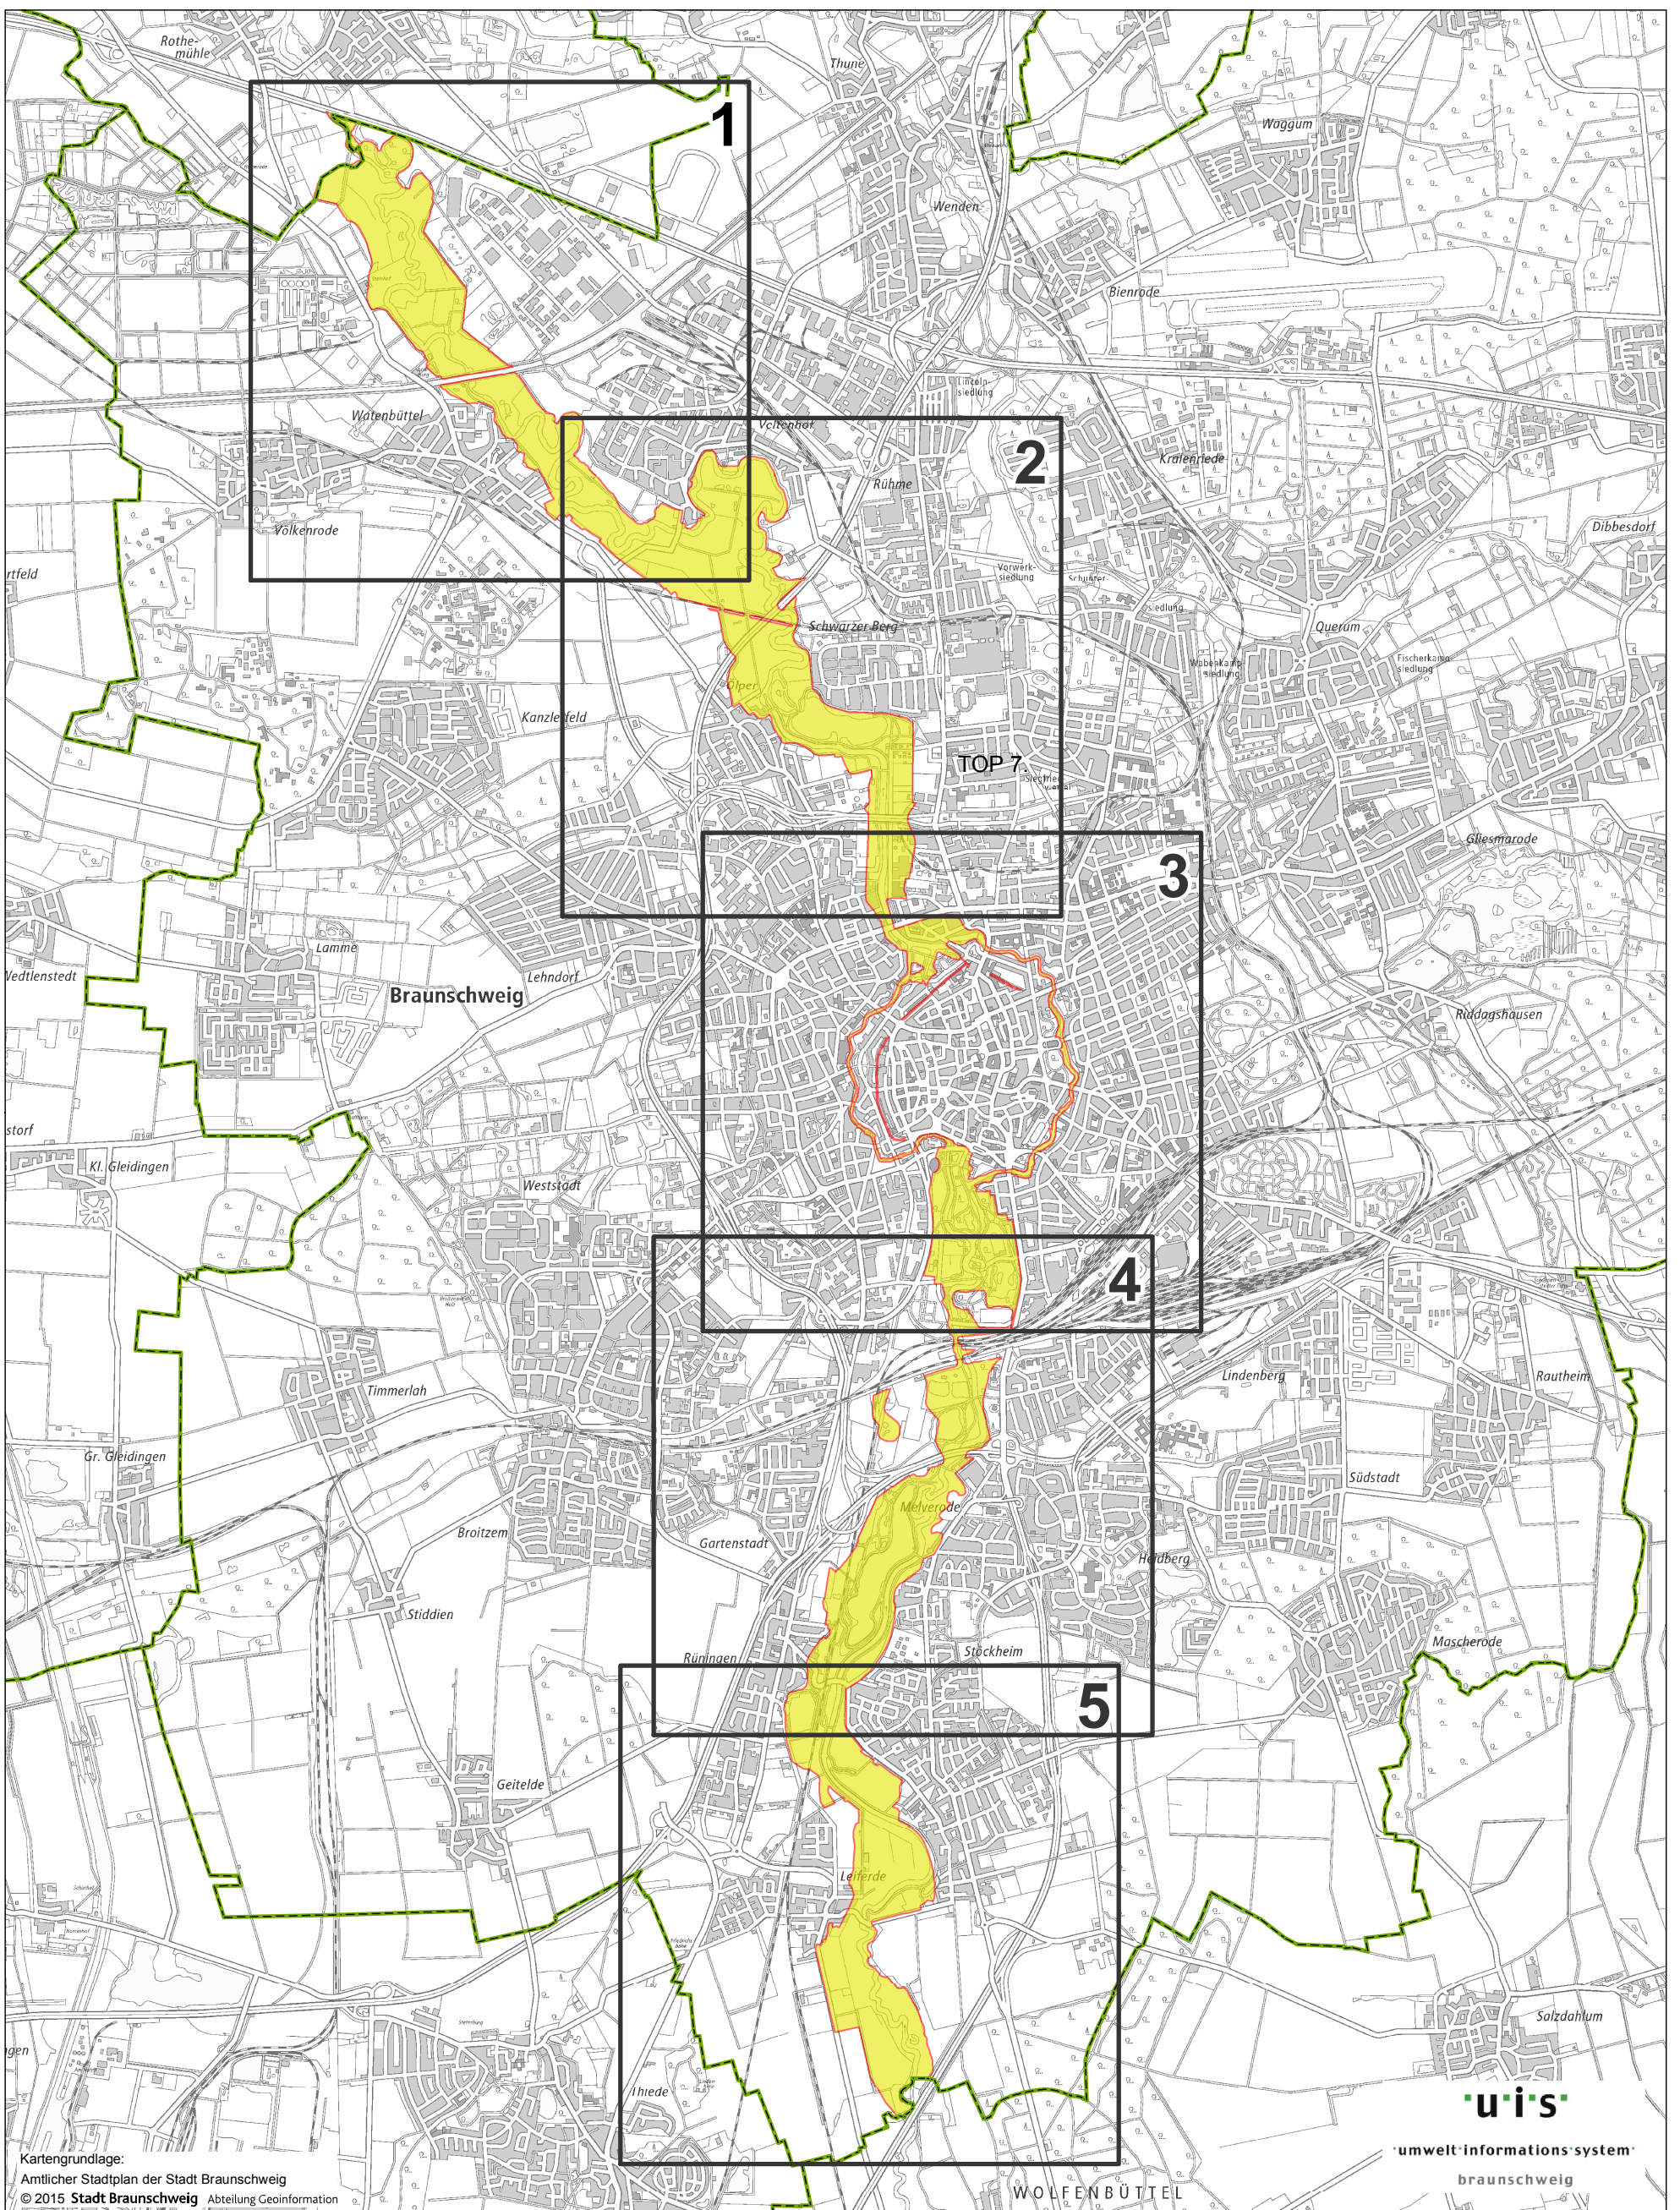 Rothe-
mühle
Thune
1
Waggum
Wenden
Bienrode
Lincoln-
siedlung
Watenbüttel
Veltenhof
2
Kralenriede
Rühme
Völkenrode
Dibbesdorf
rtfeld
Vorwerk-
siedlung
Schunter-
siedlung
Schwarzer Berg
Querum
Wabenkamp-
siedlung
Fischerkamp-
siedlung
Ölper
Kanzlerfeld
TOP 7.
Siegfried-
viertel
Gliesmarode
3
Lamme
Lehndorf
Vedtlenstedt
Braunschweig
Riddagshausen
storf
Kl. Gleidingen
Weststadt
4
Timmerlah
Lindenberg
Rautheim
Gr. Gleidingen
Südstadt
Melverode
Broitzem
Gartenstadt
Heidberg
Stiddien
Mascherode
Rüningen
Stöckheim
5
Geitelde
Leiferde
Salzdahlum
Thiede
WOLFENBÜTTEL
u i s
umwelt informations system
braunschweig
Kartengrundlage:
Amtlicher Stadtplan der Stadt Braunschweig
© 2015 Stadt Braunschweig Abteilung Geoinformation